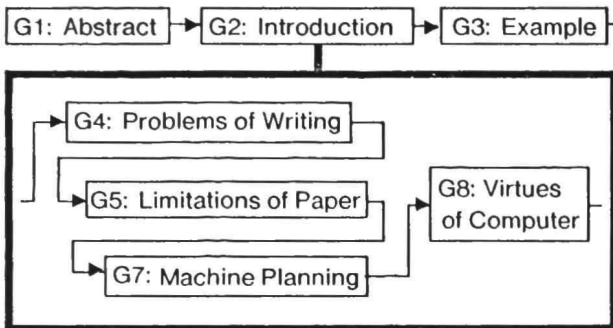 G1: Abstract
G2: Introduction
G3: Example
G4: Problems of Writing
G5: Limitations of Paper
G7: Machine Planning
G8: Virtues
of Computer